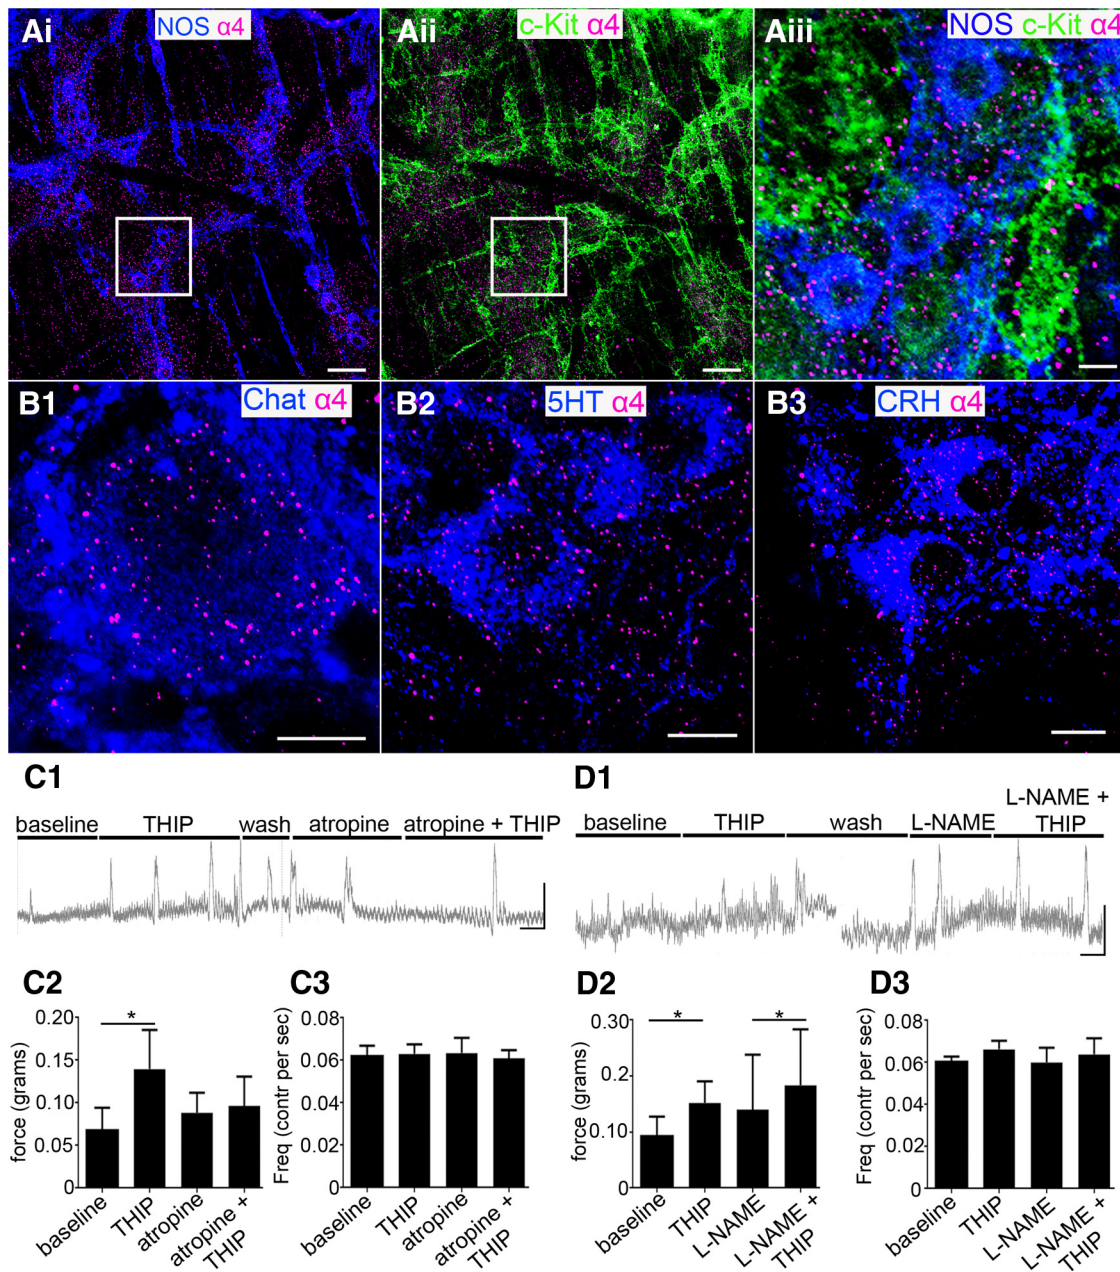 Ai
NOS α4
Aii
c-Kit α4
Aiii
NOS c-Kit α4
B1
Chat α4
B2
5HT α4
B3
CRH α4
C1
baseline THIP wash atropine atropine + THIP
D1
L-NAME +
baseline THIP wash L-NAME THIP
C2
force (grams)
0.20
0.15
0.10
0.05
0
baseline
THIP
atropine
atropine +
THIP
*
C3
Freq (contr per sec)
0.08
0.06
0.04
0.02
0
baseline
THIP
atropine
atropine +
THIP
D2
force (grams)
0.30
0.20
0.10
0
baseline
THIP
L-NAME
L-NAME +
THIP
*
*
D3
Freq (contr per sec)
0.08
0.06
0.04
0.02
0
baseline
THIP
L-NAME
L-NAME +
THIP